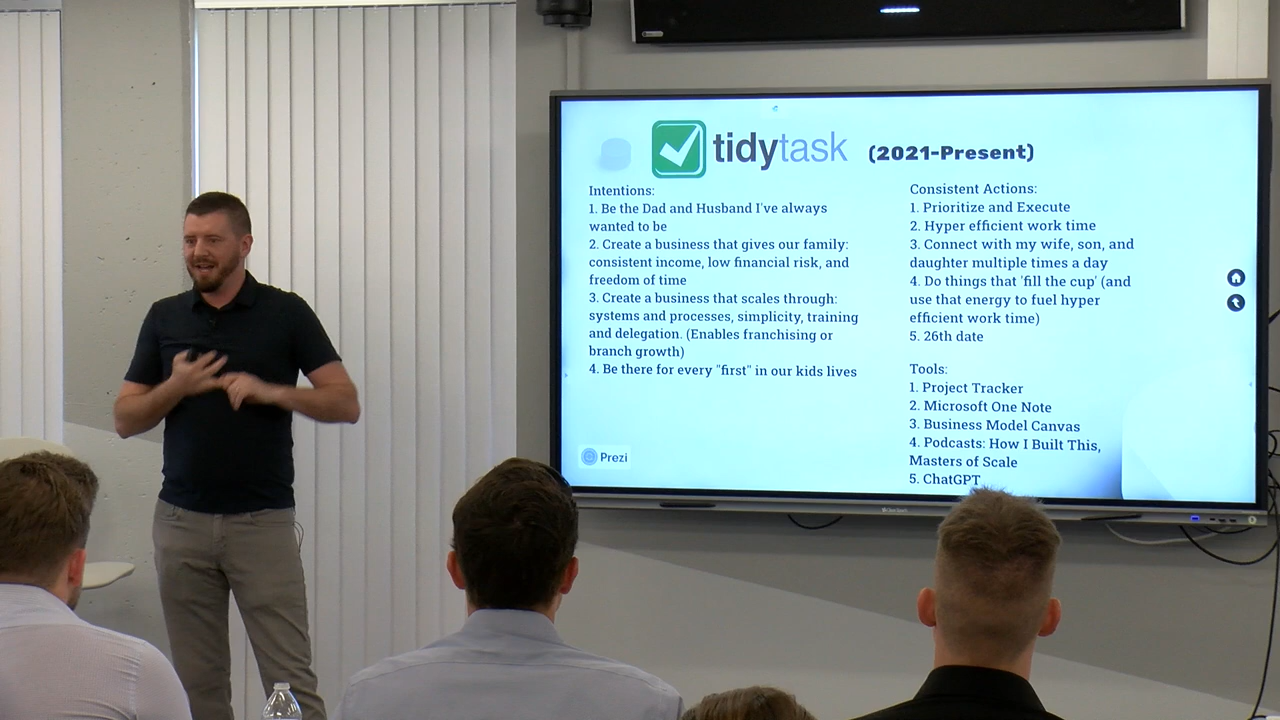 tidytask (2021-Present)
Intentions:
1. Be the Dad and Husband I've always
wanted to be
2. Create a business that gives our family:
consistent income, low financial risk, and
freedom of time
3. Create a business that scales through:
systems and processes, simplicity, training
and delegation. (Enables franchising or
branch growth)
4. Be there for every "first" in our kids lives
Consistent Actions:
1. Prioritize and Execute
2. Hyper efficient work time
3. Connect with my wife, son, and
daughter multiple times a day
4. Do things that 'fill the cup' (and
use that energy to fuel hyper
efficient work time)
5. 26th date
Tools:
1. Project Tracker
2. Microsoft One Note
3. Business Model Canvas
4. Podcasts: How I Built This,
Masters of Scale
5. ChatGPT
Prezi